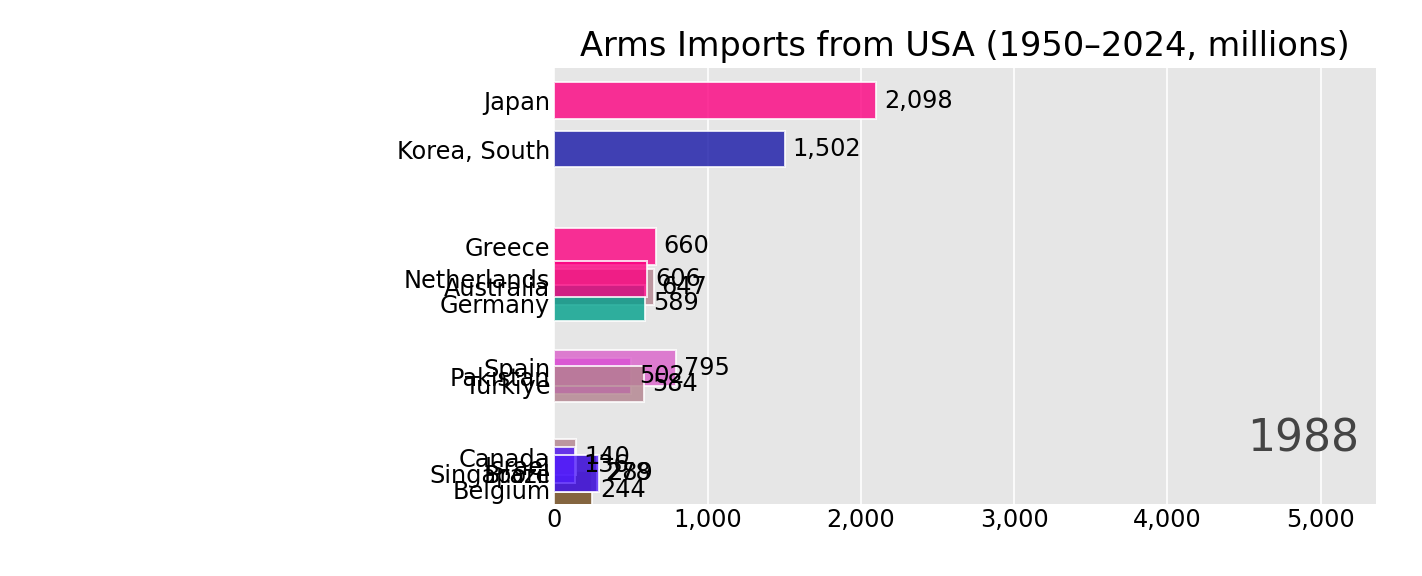 Arms Imports from USA (1950–2024, millions)
Japan 2,098
Korea, South 1,502
Greece 660
Netherlands 606
Australia 647
Germany 589
Spain 795
Pakistan 502
Türkiye 584
1988
Canada 140
Israel
Singapore
Belgium 244
0 1,000 2,000 3,000 4,000 5,000